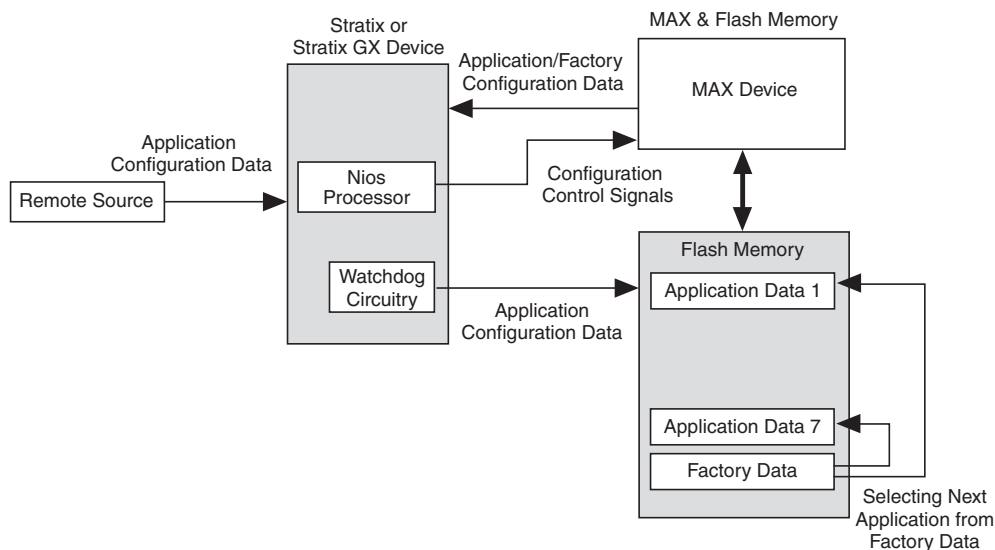 Stratix or
Stratix GX Device
MAX & Flash Memory
Application/Factory
Configuration Data
MAX Device
Application
Configuration Data
Remote Source
Nios
Processor
Configuration
Control Signals
Flash Memory
Watchdog
Circuitry
Application Data 1
Application
Configuration Data
Application Data 7
Factory Data
Selecting Next
Application from
Factory Data